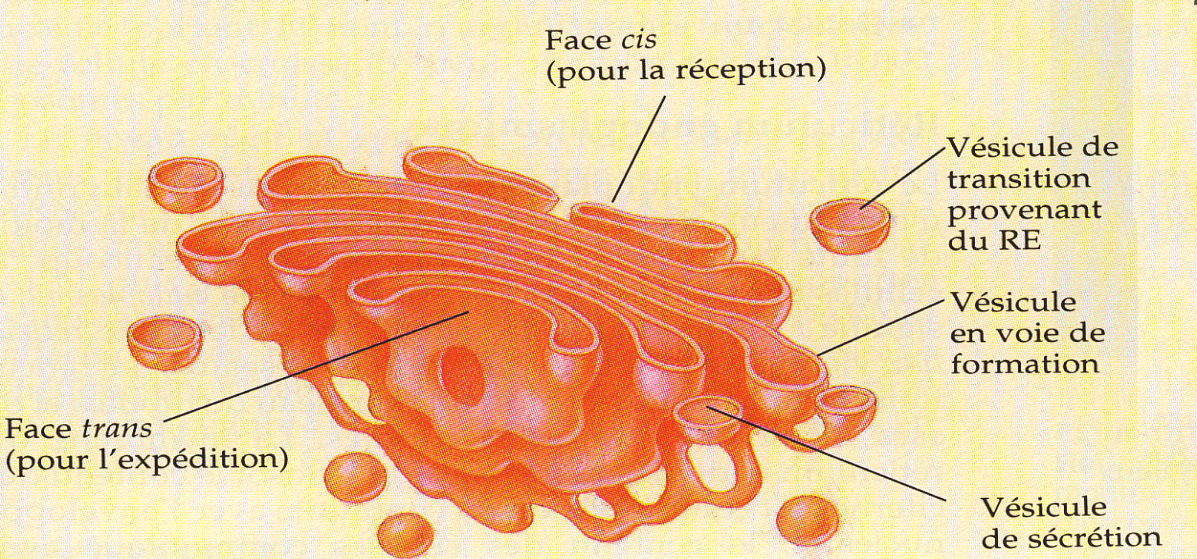 Face cis
(pour la réception)
Vésicule de
transition
provenant
du RE
Vésicule
en voie de
formation
Face trans
(pour l'expédition)
Vésicule
de sécrétion